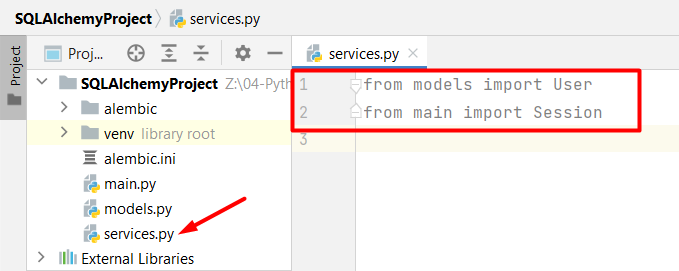 SQLAlchemyProject services.py
Project
Proj...
services.py
SQLAlchemyProject Z:\04-Pyth
alembic
venv library root
alembic.ini
main.py
models.py
services.py
External Libraries
1 from models import User
2 from main import Session
3